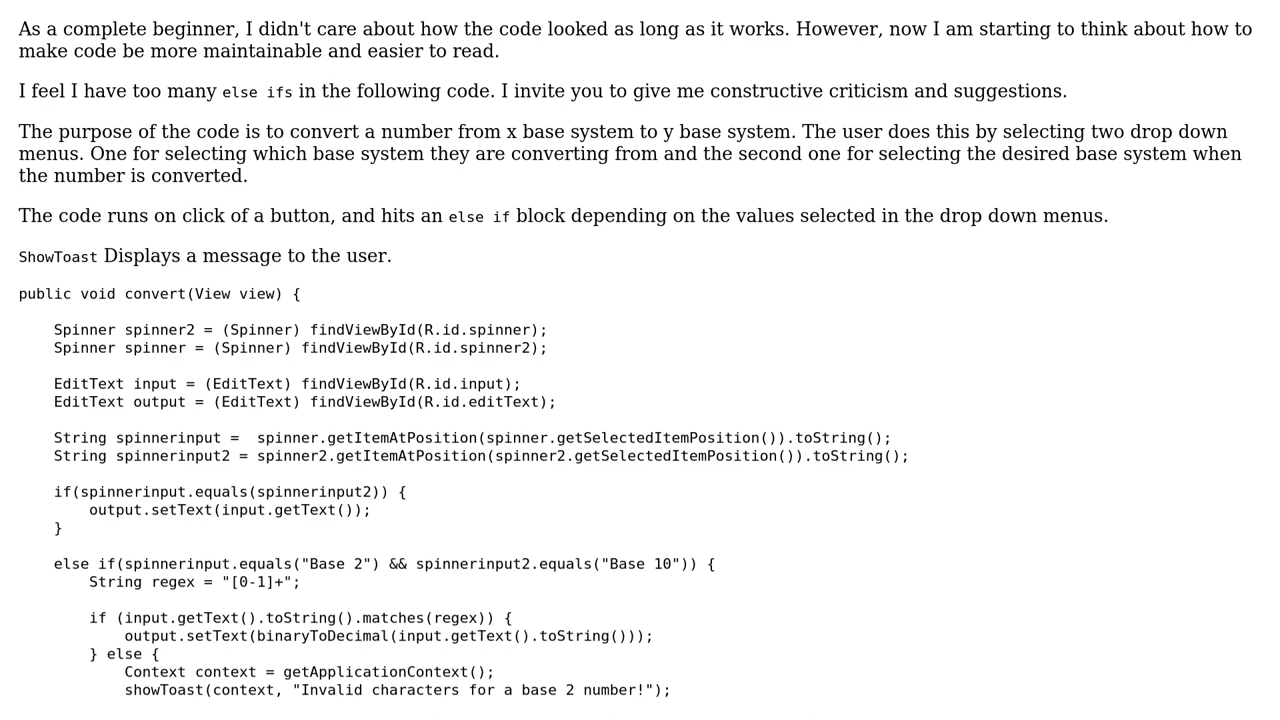 As a complete beginner, I didn't care about how the code looked as long as it works. However, now I am starting to think about how to
make code be more maintainable and easier to read.
I feel I have too many else ifs in the following code. I invite you to give me constructive criticism and suggestions.
The purpose of the code is to convert a number from x base system to y base system. The user does this by selecting two drop down
menus. One for selecting which base system they are converting from and the second one for selecting the desired base system when
the number is converted.
The code runs on click of a button, and hits an else if block depending on the values selected in the drop down menus.
ShowToast Displays a message to the user.
public void convert(View view) {
    Spinner spinner2 = (Spinner) findViewById(R.id.spinner);
    Spinner spinner = (Spinner) findViewById(R.id.spinner2);
    EditText input = (EditText) findViewById(R.id.input);
    EditText output = (EditText) findViewById(R.id.editText);
    String spinnerinput =  spinner.getItemAtPosition(spinner.getSelectedItemPosition()).toString();
    String spinnerinput2 = spinner2.getItemAtPosition(spinner2.getSelectedItemPosition()).toString();
    if(spinnerinput.equals(spinnerinput2)) {
        output.setText(input.getText());
    }
    else if(spinnerinput.equals("Base 2") && spinnerinput2.equals("Base 10")) {
        String regex = "[0-1]+";
        if (input.getText().toString().matches(regex)) {
            output.setText(binaryToDecimal(input.getText().toString()));
        } else {
            Context context = getApplicationContext();
            showToast(context, "Invalid characters for a base 2 number!");